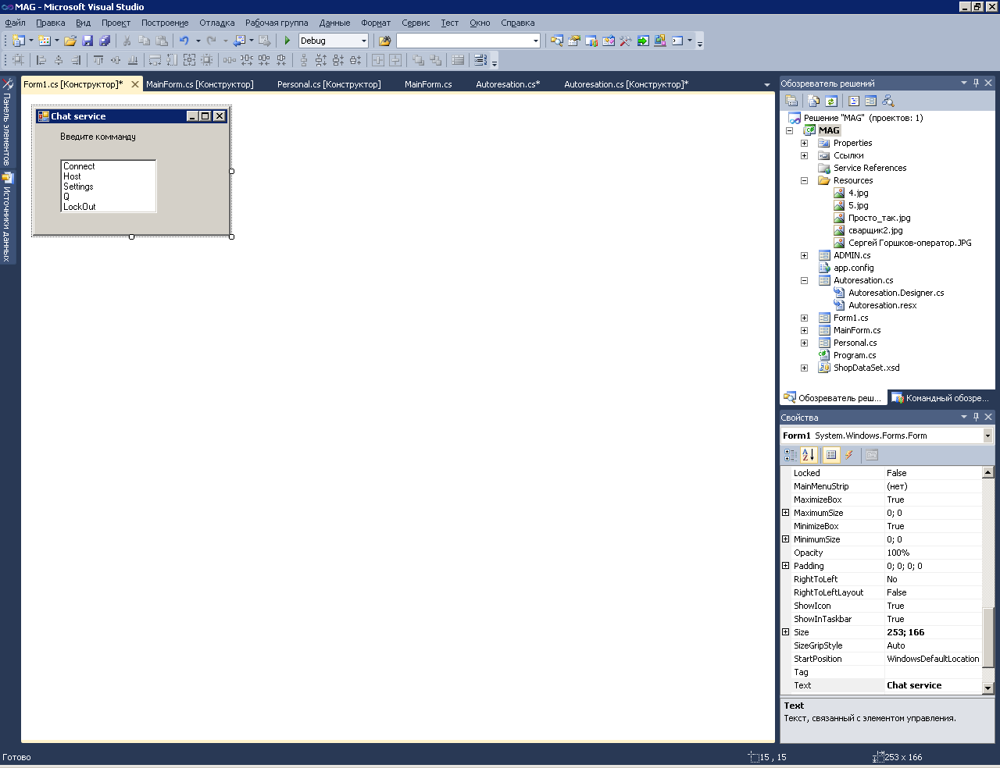 MAG - Microsoft Visual Studio
Файл Правка Вид Проект Построение Отладка Рабочая группа Данные Формат Сервис Тест Окно Справка
Debug
Form1.cs [Конструктор]* MainForm.cs [Конструктор] Personal.cs [Конструктор] MainForm.cs Autoresation.cs* Autoresation.cs [Конструктор]*
Панель элементов
Источники данных
Chat service
Введите комманду
Connect
Host
Settings
Q
LockOut
Обозреватель решений
Решение "MAG" (проектов: 1)
MAG
Properties
Ссылки
Service References
Resources
4.jpg
5.jpg
Просто_так.jpg
сварщик2.jpg
Сергей Горшков-оператор.JPG
ADMIN.cs
app.config
Autoresation.cs
Autoresation.Designer.cs
Autoresation.resx
Form1.cs
MainForm.cs
Personal.cs
Program.cs
ShopDataSet.xsd
Обозреватель реш... Командный обозре...
Свойства
Form1 System.Windows.Forms.Form
Locked False
MainMenuStrip (нет)
MaximizeBox True
MaximumSize 0; 0
MinimizeBox True
MinimumSize 0; 0
Opacity 100%
Padding 0; 0; 0; 0
RightToLeft No
RightToLeftLayout False
ShowIcon True
ShowInTaskbar True
Size 253; 166
SizeGripStyle Auto
StartPosition WindowsDefaultLocation
Tag
Text Chat service
Text
Текст, связанный с элементом управления.
Готово 15 , 15 253 x 166